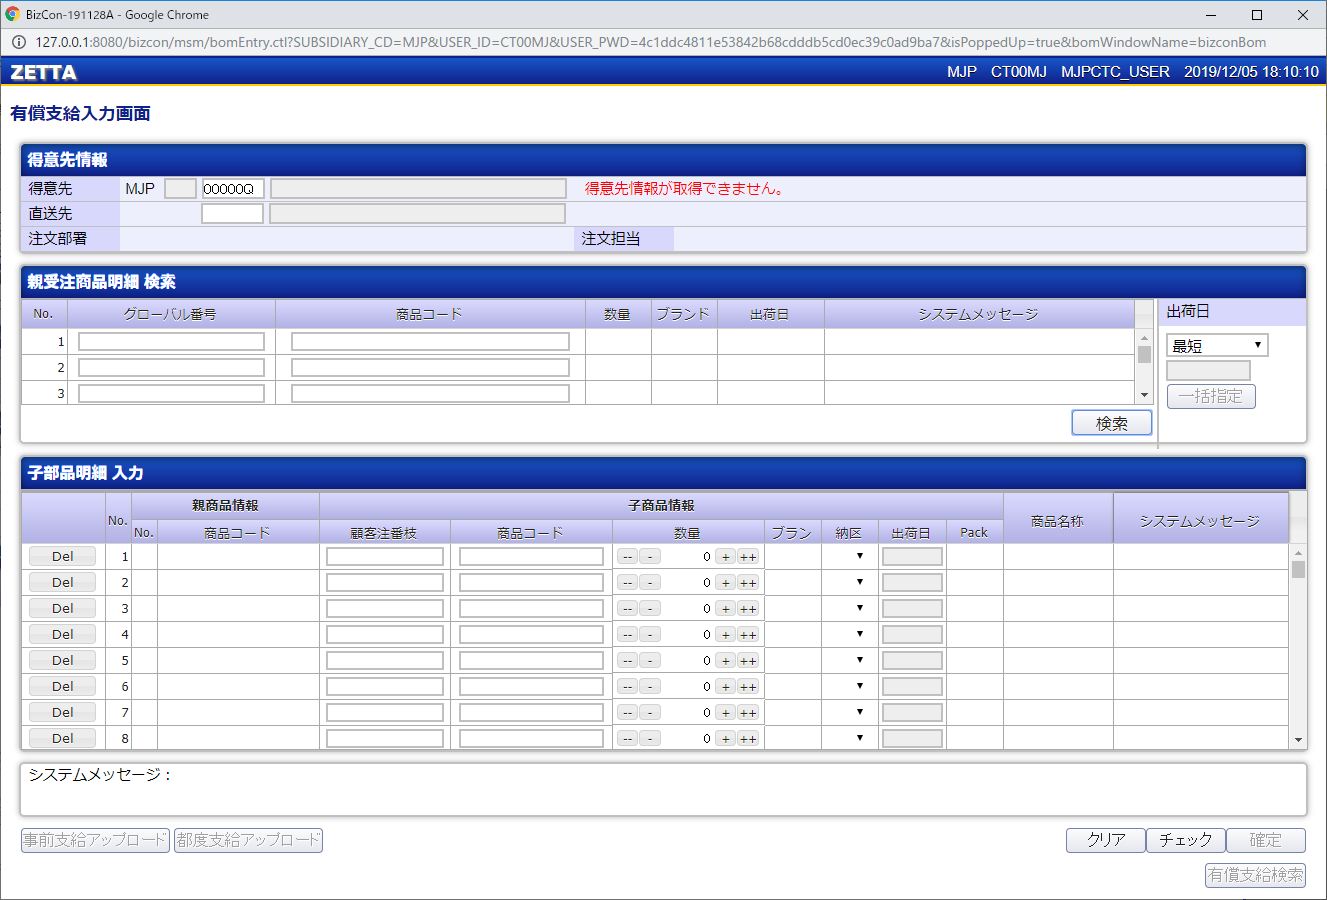 BizCon-191128A - Google Chrome
127.0.0.1:8080/bizcon/msm/bomEntry.ctl?SUBSIDIARY_CD=MJP&USER_ID=CT00MJ&USER_PWD=4c1ddc4811e53842b68cdddb5cd0ec39c0ad9ba7&isPoppedUp=true&bomWindowName=bizconBom
ZETTA MJP CT00MJ MJPCTC_USER 2019/12/05 18:10:10
有償支給入力画面
得意先情報
得意先 MJP 00000Q 得意先情報が取得できません。
直送先
注文部署 注文担当
親受注商品明細 検索
No. グローバル番号 商品コード 数量 ブランド 出荷日 システムメッセージ 出荷日
1
最短
2
3
一括指定
検索
子部品明細 入力
親商品情報 子商品情報
No. 商品名称 システムメッセージ
No. 商品コード 顧客注番枝 商品コード 数量 ブラン 納区 出荷日 Pack
Del 1 -- - 0 + ++
Del 2 -- - 0 + ++
Del 3 -- - 0 + ++
Del 4 -- - 0 + ++
Del 5 -- - 0 + ++
Del 6 -- - 0 + ++
Del 7 -- - 0 + ++
Del 8 -- - 0 + ++
システムメッセージ：
事前支給アップロード 都度支給アップロード クリア チェック 確定
有償支給検索